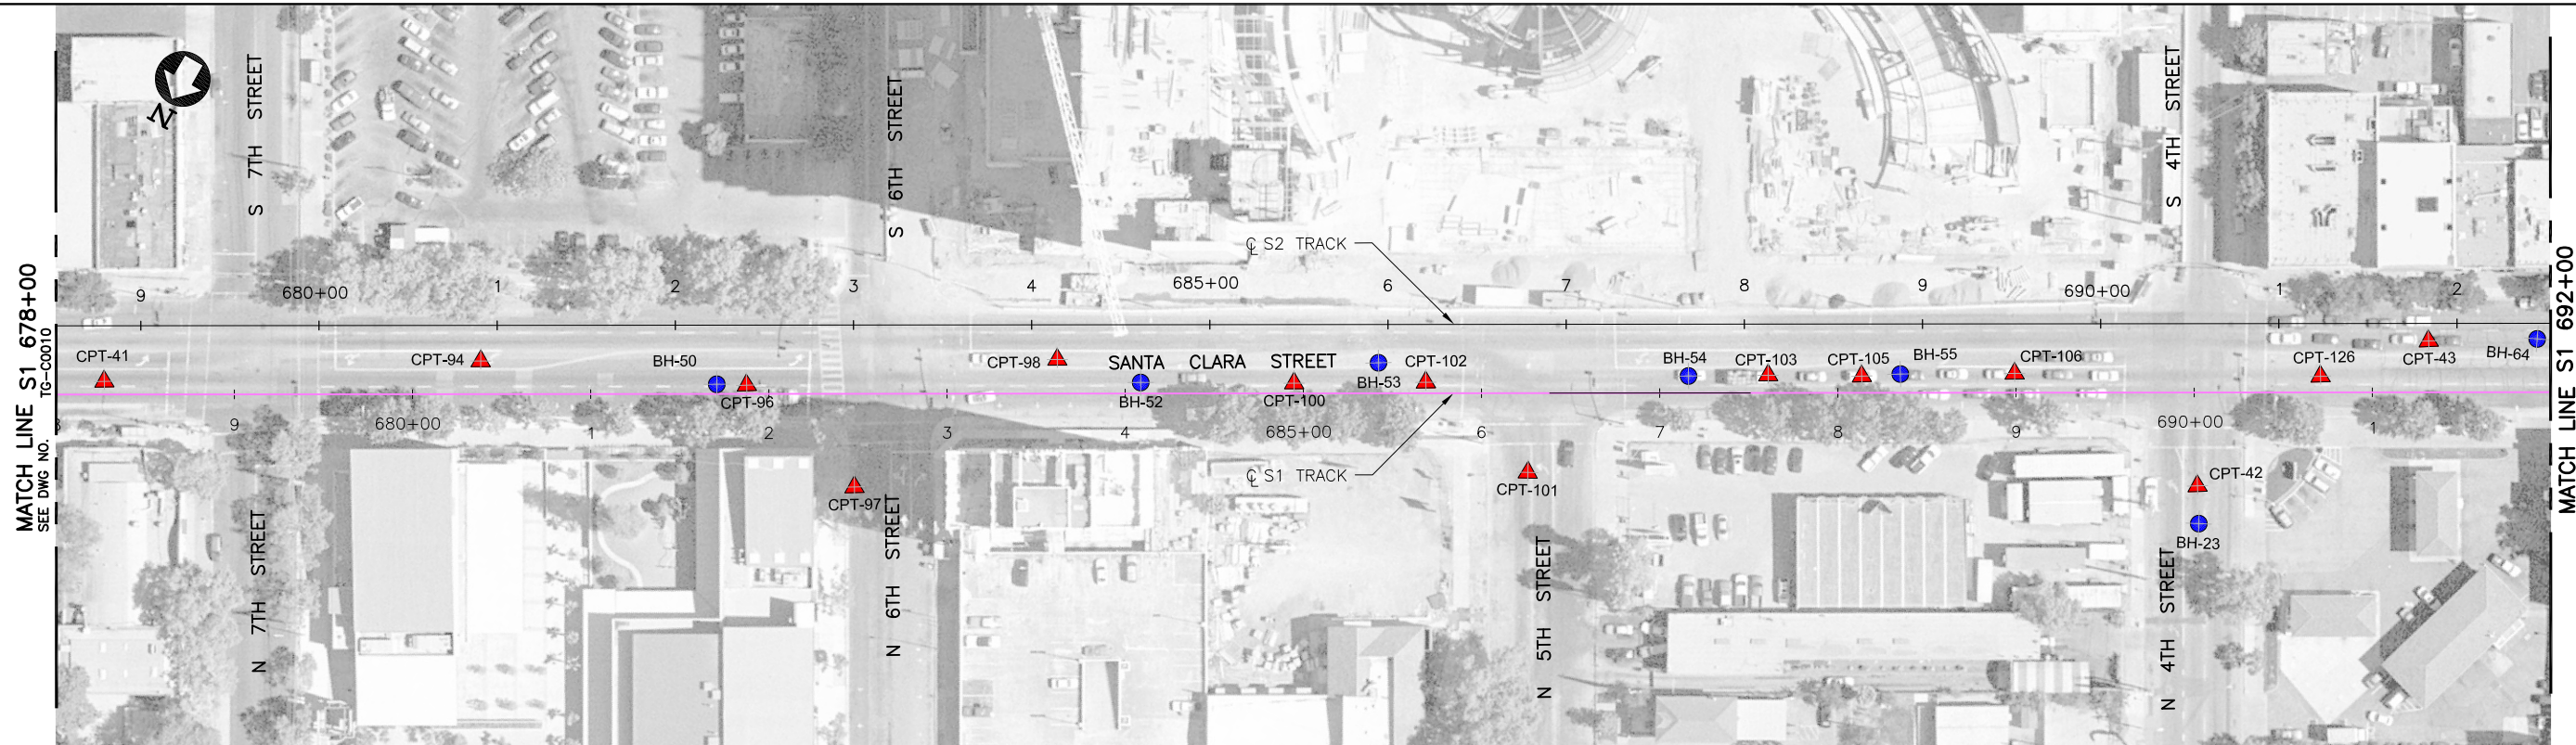 MATCH LINE S1 678+00
SEE DWG NO. TG-C0010
N
S 7TH STREET
S 6TH STREET
S 4TH STREET
℄ S2 TRACK
9 680+00 1 2 3 4 685+00 6 7 8 9 690+00 1 2
CPT-41
CPT-94
BH-50
CPT-96
CPT-98
SANTA CLARA STREET
BH-52
CPT-100
BH-53
CPT-102
BH-54
CPT-103
CPT-105
BH-55
CPT-106
CPT-126
CPT-43
BH-64
8 9 680+00 1 2 3 4 685+00 6 7 8 9 690+00 1
℄ S1 TRACK
CPT-97
CPT-101
CPT-42
BH-23
N 7TH STREET
N 6TH STREET
N 5TH STREET
N 4TH STREET
MATCH LINE S1 692+00